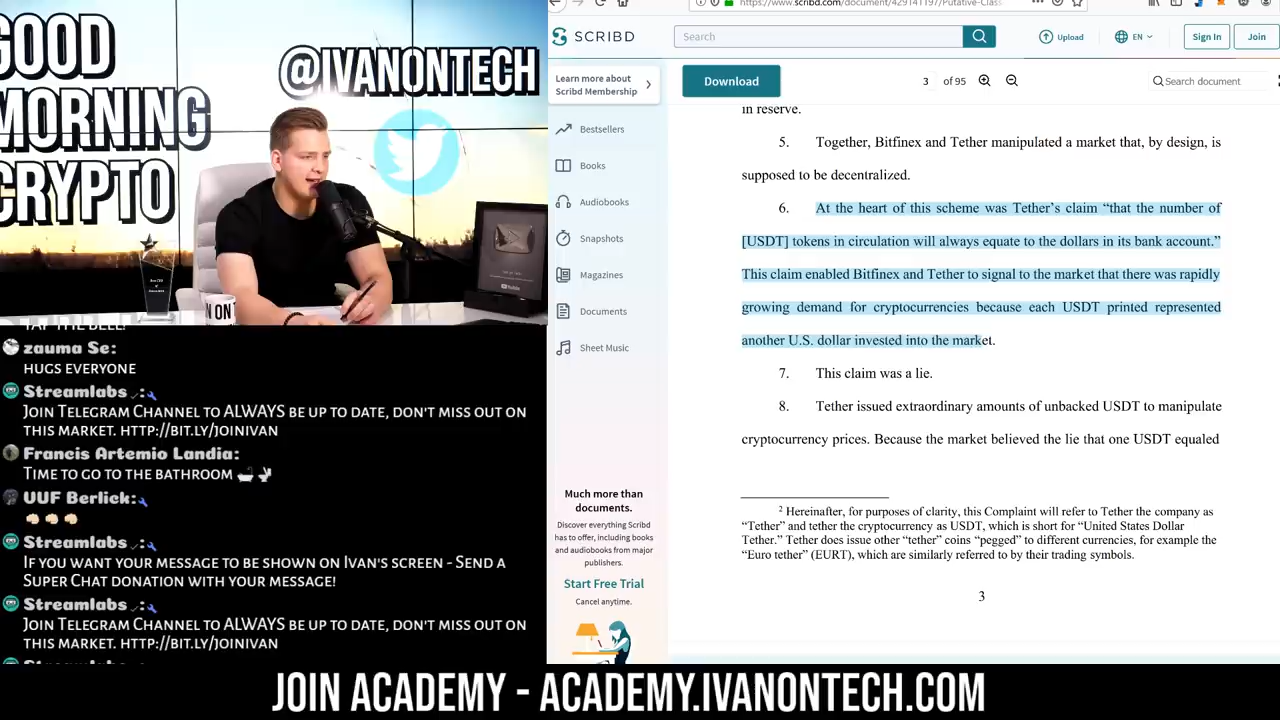 GOOD
MORNING
CRYPTO
@IVANONTECH
ON
YouTube
TAP THE BELL!
zauma Se:
HUGS EVERYONE
Streamlabs :
JOIN TELEGRAM CHANNEL TO ALWAYS BE UP TO DATE, DON'T MISS OUT ON
THIS MARKET. HTTP://BIT.LY/JOINIVAN
Francis Artemio Landia:
TIME TO GO TO THE BATHROOM
UUF Berlick:
Streamlabs :
IF YOU WANT YOUR MESSAGE TO BE SHOWN ON IVAN'S SCREEN - SEND A
SUPER CHAT DONATION WITH YOUR MESSAGE!
Streamlabs :
JOIN TELEGRAM CHANNEL TO ALWAYS BE UP TO DATE, DON'T MISS OUT ON
THIS MARKET. HTTP://BIT.LY/JOINIVAN
Streamlabs
https://www.scribd.com/document/429141197/Putative-Clas
SCRIBD
Search
Upload
EN
Sign In
Join
Learn more about
Scribd Membership
Download
3 of 95
Search document
Bestsellers
Books
Audiobooks
Snapshots
Magazines
Documents
Sheet Music
Much more than
documents.
Discover everything Scribd
has to offer, including books
and audiobooks from major
publishers.
Start Free Trial
Cancel anytime.
in reserve.
5. Together, Bitfinex and Tether manipulated a market that, by design, is
supposed to be decentralized.
6. At the heart of this scheme was Tether's claim “that the number of
[USDT] tokens in circulation will always equate to the dollars in its bank account.”
This claim enabled Bitfinex and Tether to signal to the market that there was rapidly
growing demand for cryptocurrencies because each USDT printed represented
another U.S. dollar invested into the market.
7. This claim was a lie.
8. Tether issued extraordinary amounts of unbacked USDT to manipulate
cryptocurrency prices. Because the market believed the lie that one USDT equaled
2 Hereinafter, for purposes of clarity, this Complaint will refer to Tether the company as
“Tether” and tether the cryptocurrency as USDT, which is short for “United States Dollar
Tether.” Tether does issue other “tether” coins “pegged” to different currencies, for example the
“Euro tether” (EURT), which are similarly referred to by their trading symbols.
3
JOIN ACADEMY - ACADEMY.IVANONTECH.COM